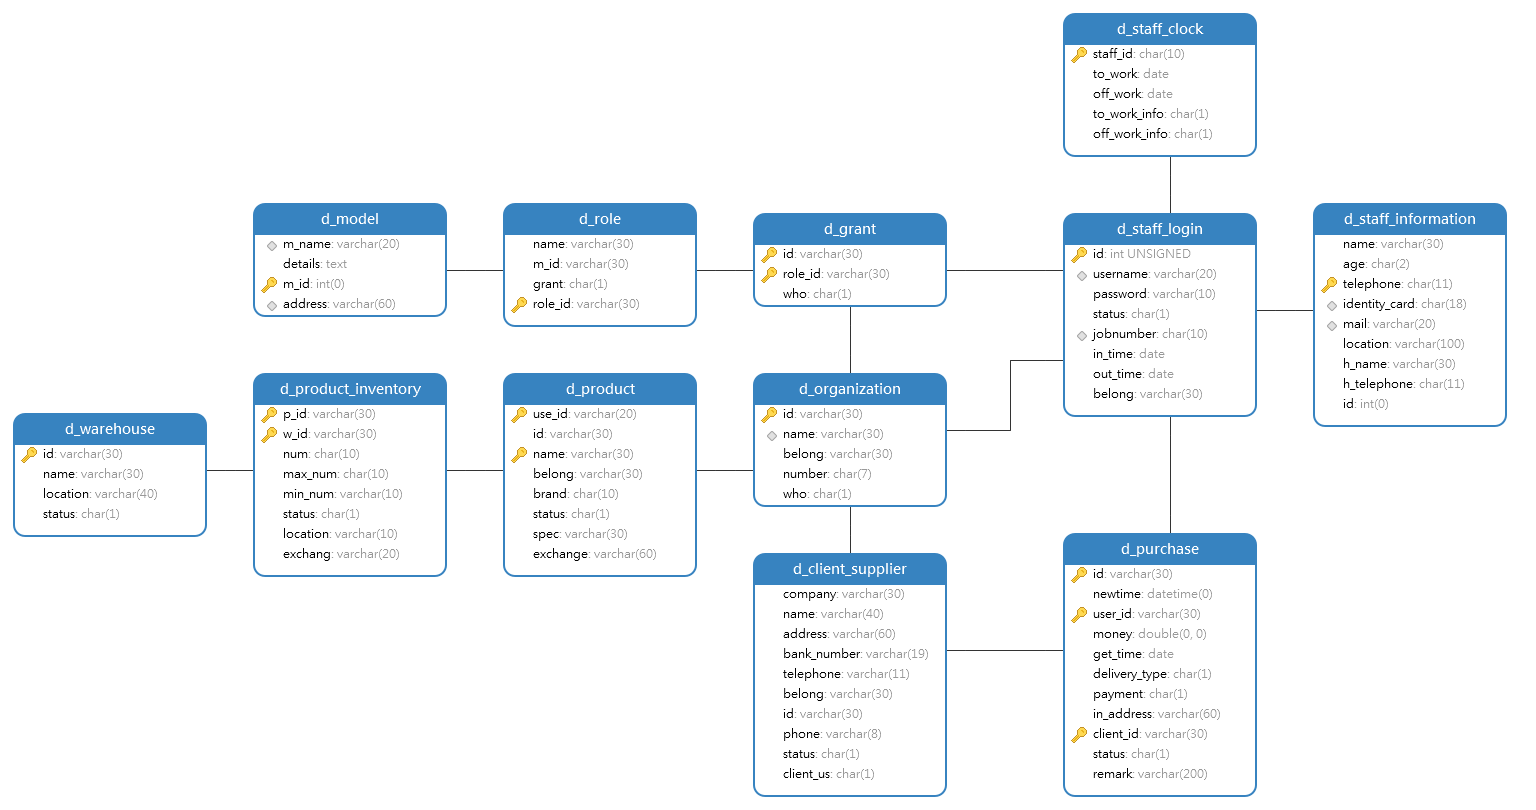 d_staff_clock
staff_id: char(10)
to_work: date
off_work: date
to_work_info: char(1)
off_work_info: char(1)
d_model
m_name: varchar(20)
details: text
m_id: int(0)
address: varchar(60)
d_role
name: varchar(30)
m_id: varchar(30)
grant: char(1)
role_id: varchar(30)
d_grant
id: varchar(30)
role_id: varchar(30)
who: char(1)
d_staff_login
id: int UNSIGNED
username: varchar(20)
password: varchar(10)
status: char(1)
jobnumber: char(10)
in_time: date
out_time: date
belong: varchar(30)
d_staff_information
name: varchar(30)
age: char(2)
telephone: char(11)
identity_card: char(18)
mail: varchar(20)
location: varchar(100)
h_name: varchar(30)
h_telephone: char(11)
id: int(0)
d_warehouse
id: varchar(30)
name: varchar(30)
location: varchar(40)
status: char(1)
d_product_inventory
p_id: varchar(30)
w_id: varchar(30)
num: char(10)
max_num: char(10)
min_num: varchar(10)
status: char(1)
location: varchar(10)
exchang: varchar(20)
d_product
use_id: varchar(20)
id: varchar(30)
name: varchar(30)
belong: varchar(30)
brand: char(10)
status: char(1)
spec: varchar(30)
exchange: varchar(60)
d_organization
id: varchar(30)
name: varchar(30)
belong: varchar(30)
number: char(7)
who: char(1)
d_client_supplier
company: varchar(30)
name: varchar(40)
address: varchar(60)
bank_number: varchar(19)
telephone: varchar(11)
belong: varchar(30)
id: varchar(30)
phone: varchar(8)
status: char(1)
client_us: char(1)
d_purchase
id: varchar(30)
newtime: datetime(0)
user_id: varchar(30)
money: double(0, 0)
get_time: date
delivery_type: char(1)
payment: char(1)
in_address: varchar(60)
client_id: varchar(30)
status: char(1)
remark: varchar(200)